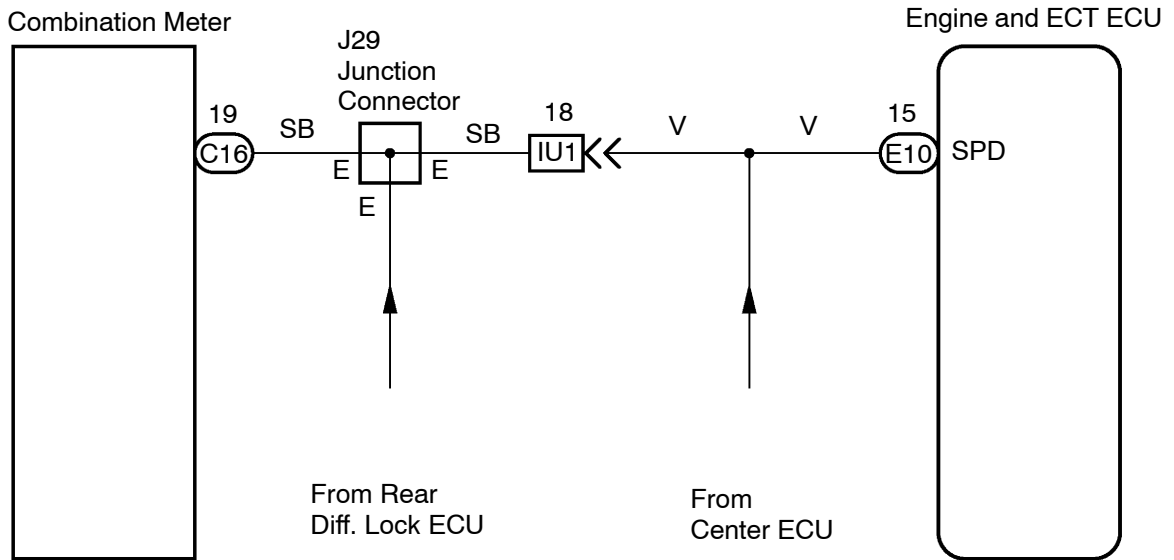 Combination Meter
Engine and ECT ECU
J29
Junction
Connector
19
SB
SB
18
V
V
15
C16
IU1
E10
SPD
E
E
E
From Rear
Diff. Lock ECU
From
Center ECU